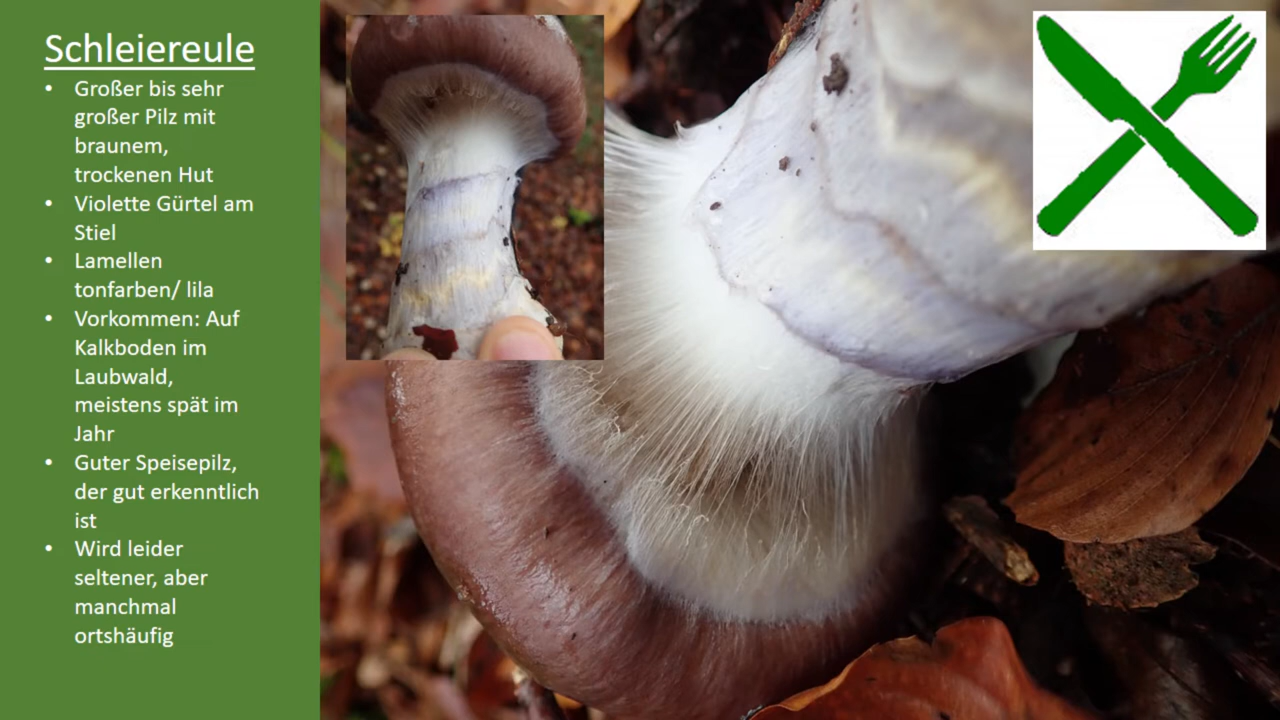 Schleiereule
• Großer bis sehr
großer Pilz mit
braunem,
trockenen Hut
• Violette Gürtel am
Stiel
• Lamellen
tonfarben/ lila
• Vorkommen: Auf
Kalkboden im
Laubwald,
meistens spät im
Jahr
• Guter Speisepilz,
der gut erkenntlich
ist
• Wird leider
seltener, aber
manchmal
ortshäufig